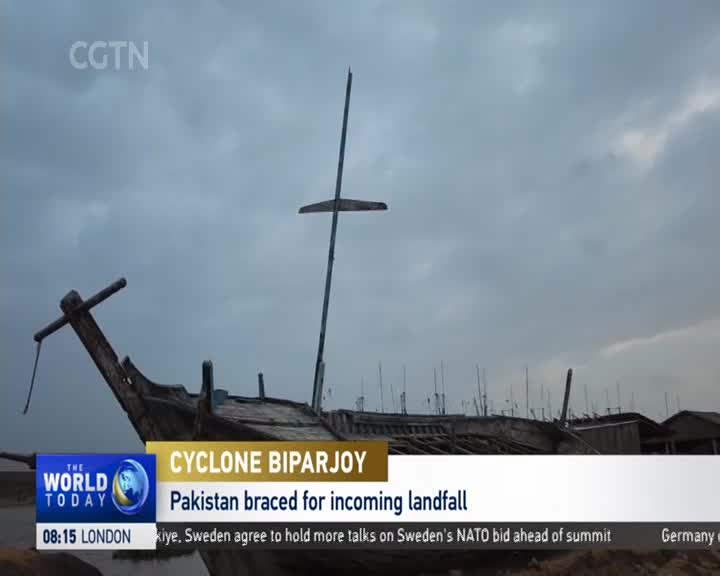 CGTN
CYCLONE BIPARJOY
THE
WORLD
TODAY
Pakistan braced for incoming landfall
08:15 LONDON
kiye, Sweden agree to hold more talks on Sweden's NATO bid ahead of summit
Germany